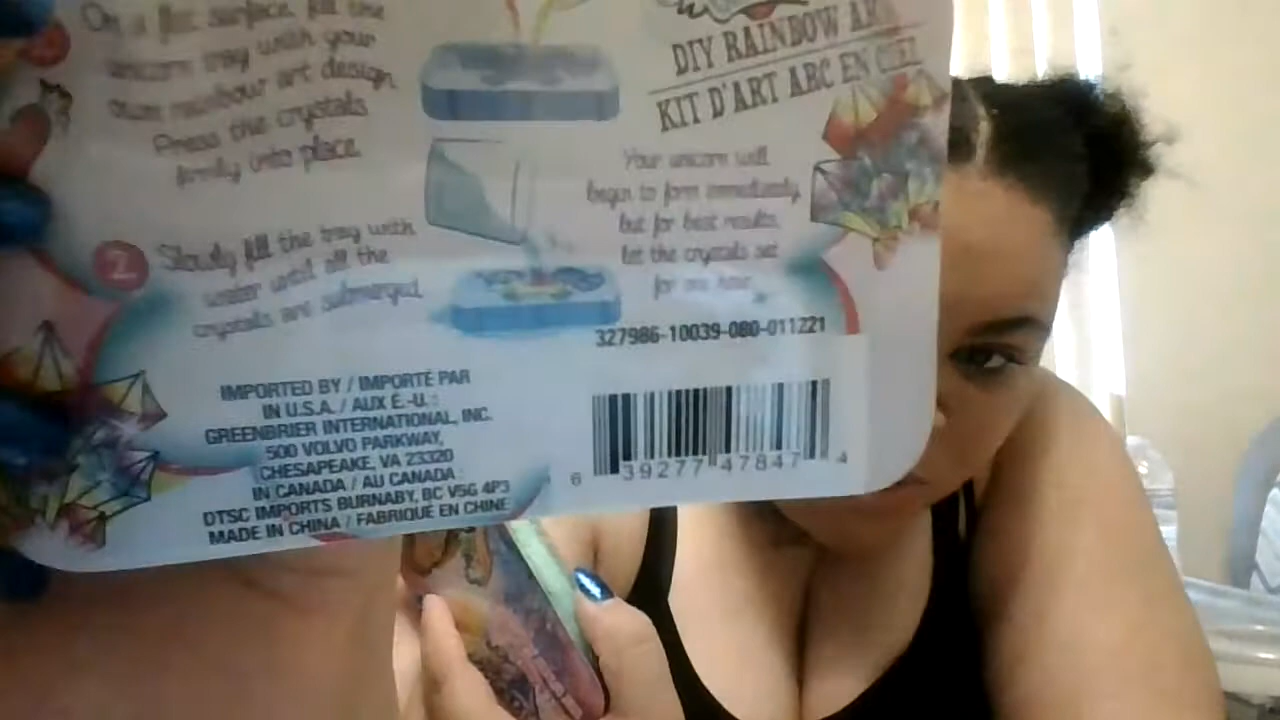 On a flat surface, fill the
unicorn tray with your
own rainbow art design.
Press the crystals
firmly into place.
2 Slowly fill the tray with
water until all the
crystals are submerged.
DIY RAINBOW AR
KIT D'ART ARC EN CIEL
Your unicorn will
begin to form immediately,
but for best results,
let the crystals set
for one hour.
327986-10039-080-011221
6 39277 47847 4
IMPORTED BY / IMPORTÉ PAR
IN U.S.A. / AUX É.-U. :
GREENBRIER INTERNATIONAL, INC.
500 VOLVO PARKWAY,
CHESAPEAKE, VA 23320
IN CANADA / AU CANADA :
DTSC IMPORTS BURNABY, BC V5G 4P3
MADE IN CHINA / FABRIQUÉ EN CHINE